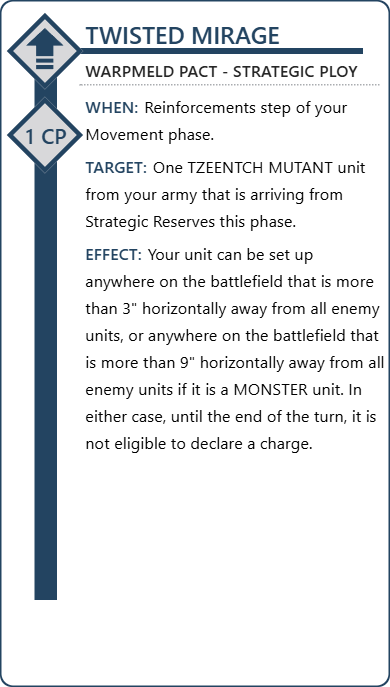 TWISTED MIRAGE
WARPMELD PACT - STRATEGIC PLOY
1 CP
WHEN: Reinforcements step of your
Movement phase.
TARGET: One TZEENTCH MUTANT unit
from your army that is arriving from
Strategic Reserves this phase.
EFFECT: Your unit can be set up
anywhere on the battlefield that is more
than 3" horizontally away from all enemy
units, or anywhere on the battlefield that
is more than 9" horizontally away from all
enemy units if it is a MONSTER unit. In
either case, until the end of the turn, it is
not eligible to declare a charge.